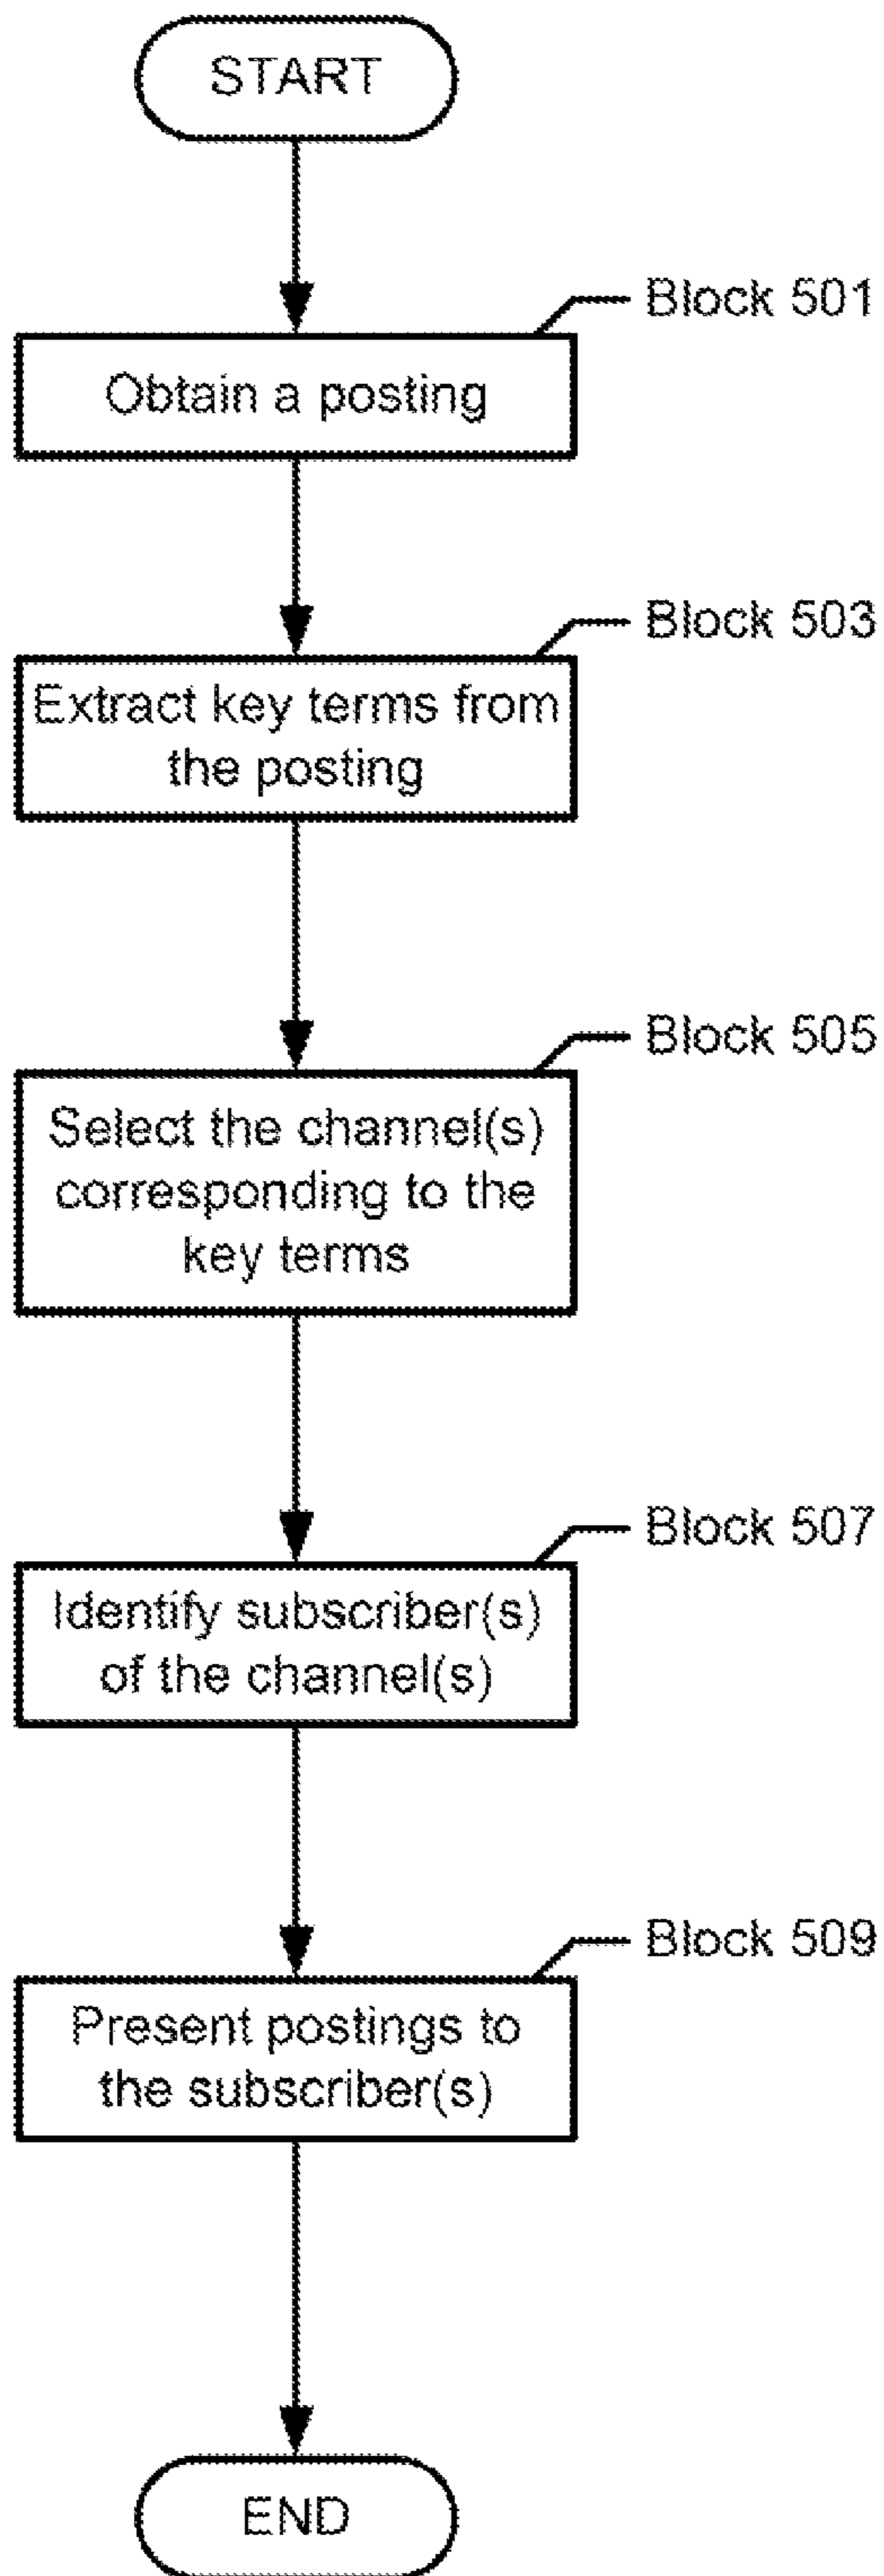 START
Block 501
Obtain a posting
Block 503
Extract key terms from
the posting
Block 505
Select the channel(s)
corresponding to the
key terms
Block 507
Identify subscriber(s)
of the channel(s)
Block 509
Present postings to
the subscriber(s)
END